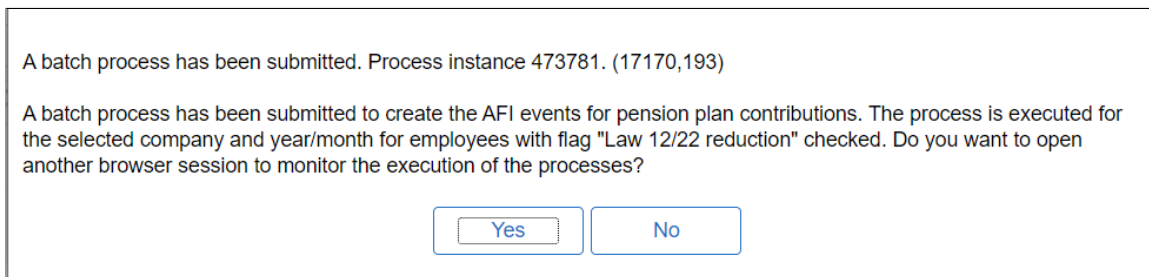 A batch process has been submitted. Process instance 473781. (17170,193)
A batch process has been submitted to create the AFI events for pension plan contributions. The process is executed for
the selected company and year/month for employees with flag "Law 12/22 reduction" checked. Do you want to open
another browser session to monitor the execution of the processes?
Yes No